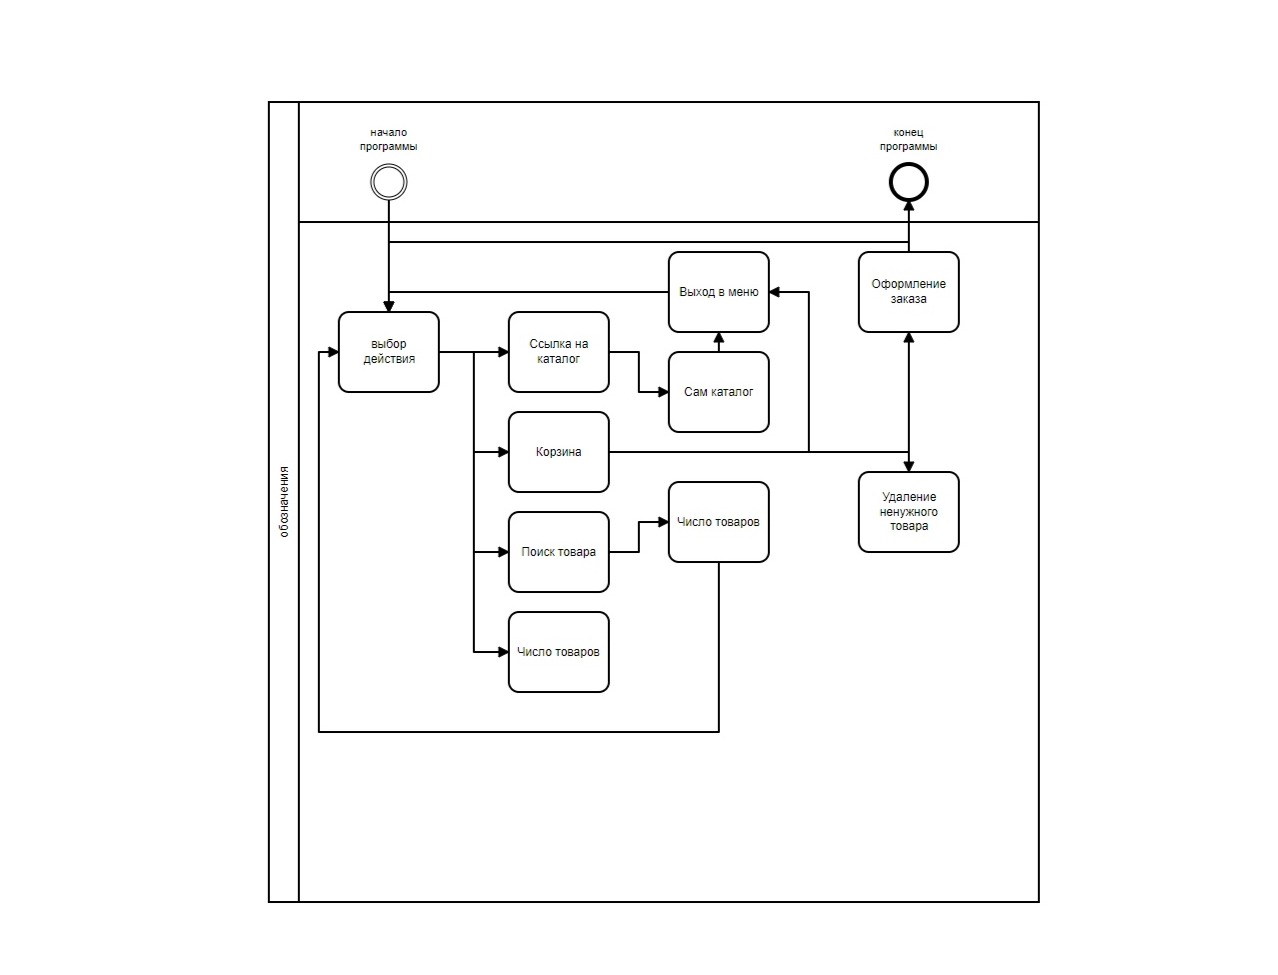 начало
программы
конец
программы
обозначения
Выход в меню
Оформление
заказа
выбор
действия
Ссылка на
каталог
Сам каталог
Корзина
Число товаров
Удаление
ненужного
товара
Поиск товара
Число товаров